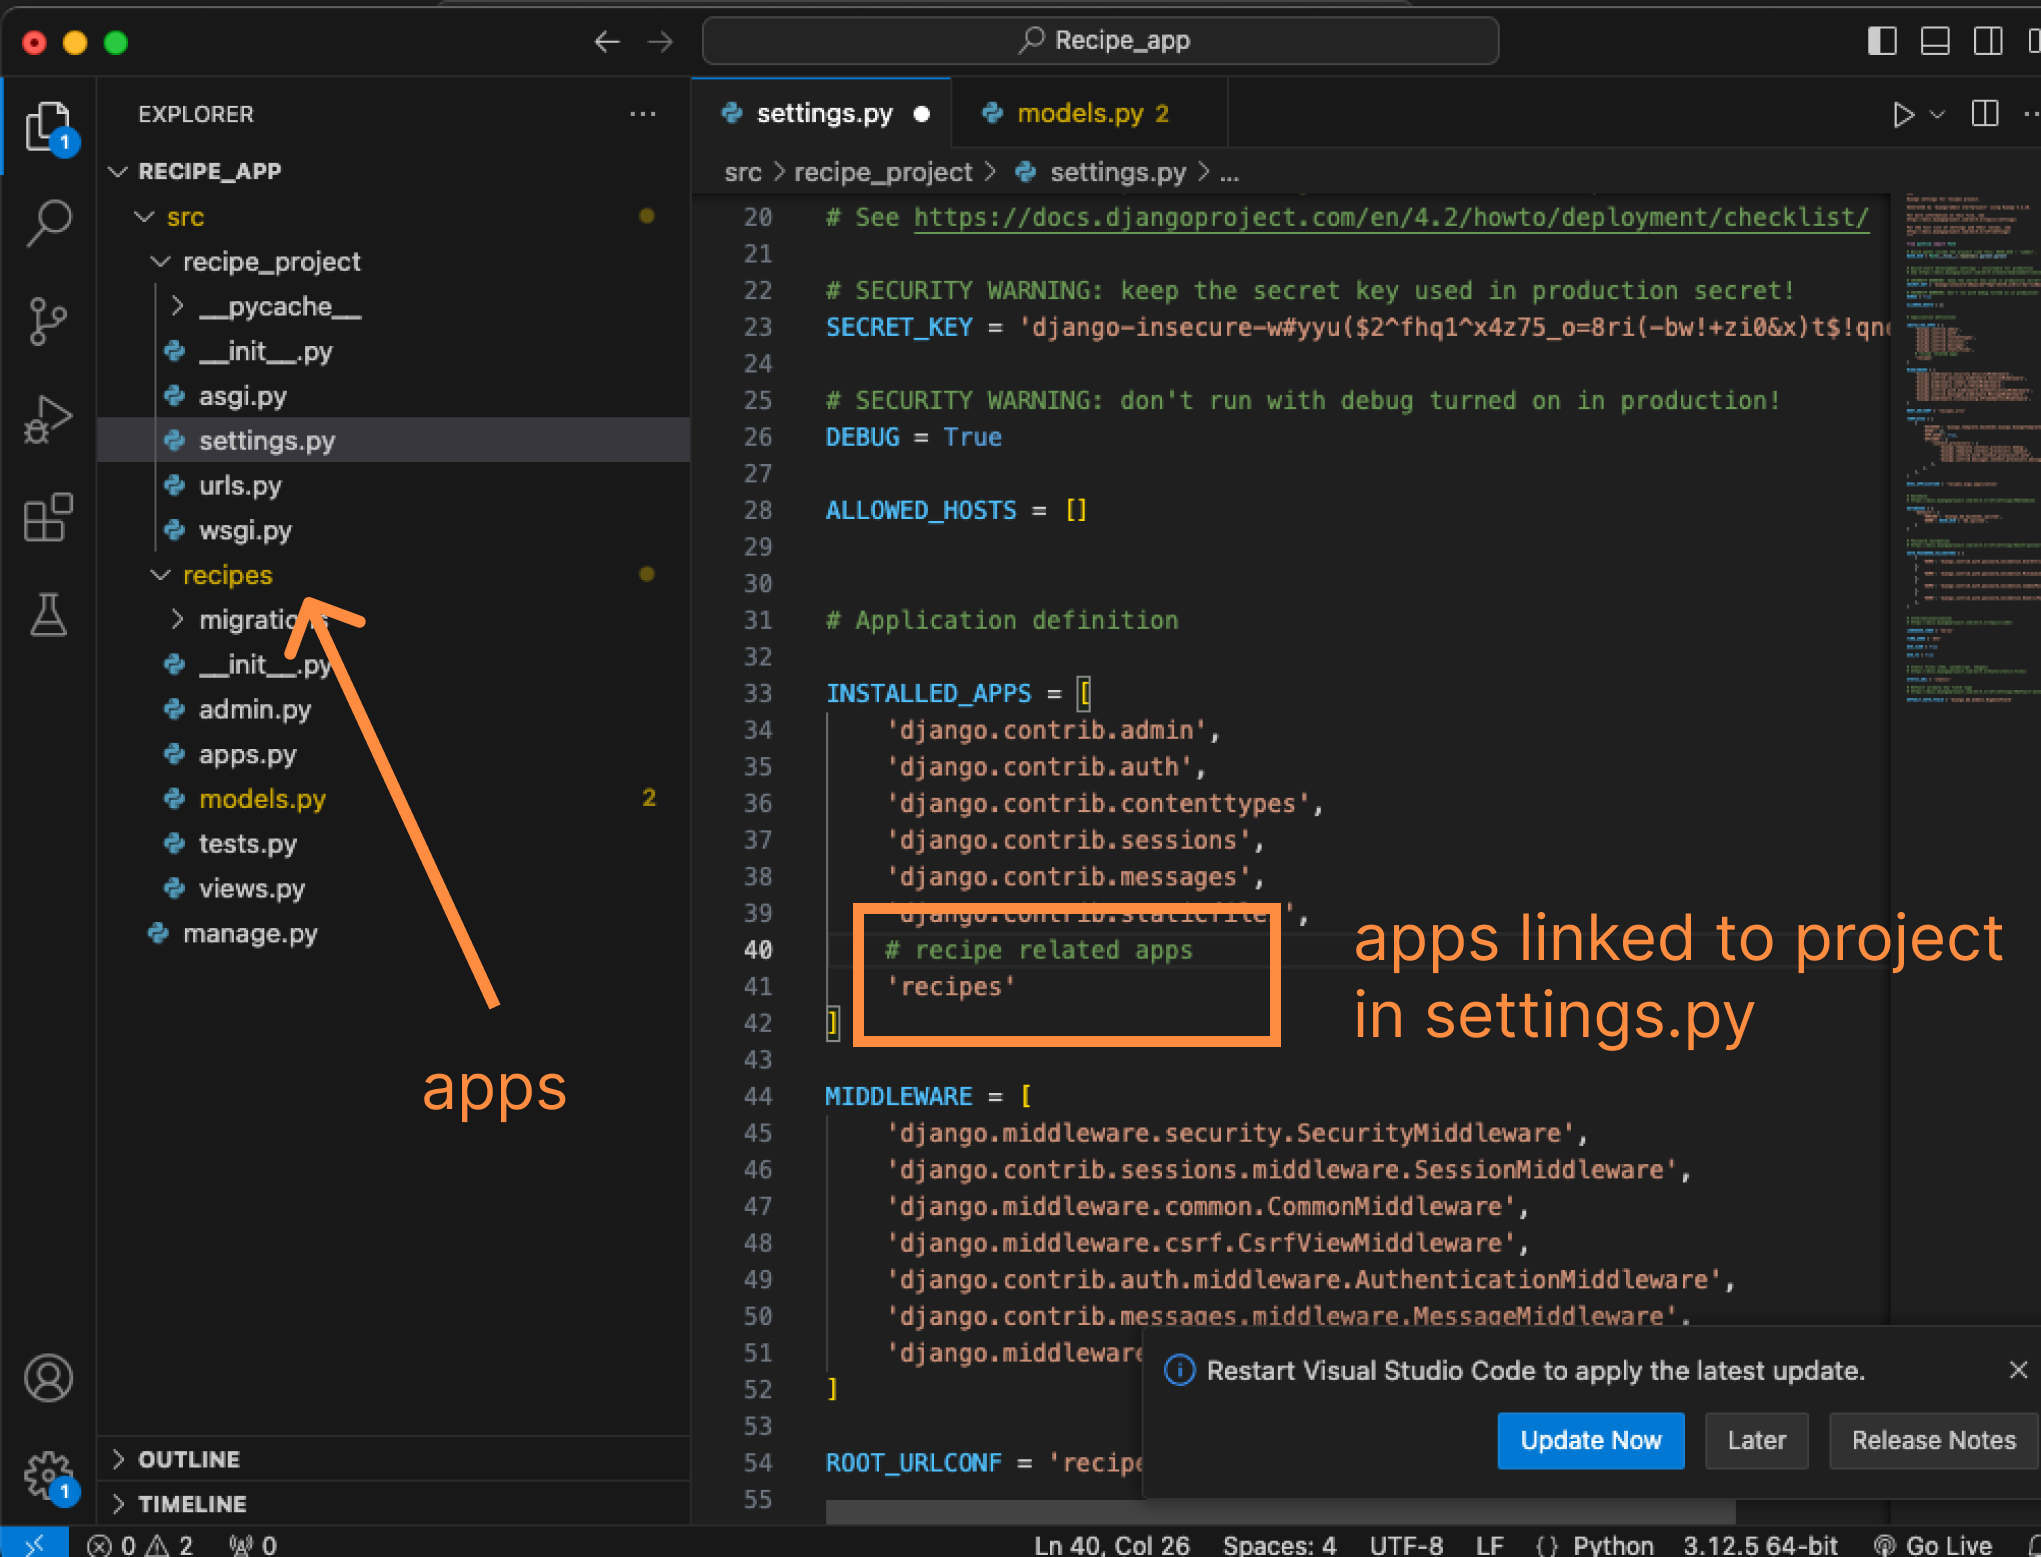 Recipe_app
EXPLORER
settings.py
models.py 2
1
RECIPE_APP
src > recipe_project > settings.py > ...
src
recipe_project
__pycache__
__init__.py
asgi.py
settings.py
urls.py
wsgi.py
recipes
__init__.py
admin.py
apps.py
models.py 2
tests.py
views.py
manage.py
apps
OUTLINE
TIMELINE
1
20 # See https://docs.djangoproject.com/en/4.2/howto/deployment/checklist/
21
22 # SECURITY WARNING: keep the secret key used in production secret!
23 SECRET_KEY = 'django-insecure-w#yyu($2^fhq1^x4z75_o=8ri(-bw!+zi0&x)t$!qn
24
25 # SECURITY WARNING: don't run with debug turned on in production!
26 DEBUG = True
27
28 ALLOWED_HOSTS = []
29
30
31 # Application definition
32
33 INSTALLED_APPS = [
34 'django.contrib.admin',
35 'django.contrib.auth',
36 'django.contrib.contenttypes',
37 'django.contrib.sessions',
38 'django.contrib.messages',
39 'django.contrib.staticfiles',
40 # recipe related apps
41 'recipes'
42 ]
43
44 MIDDLEWARE = [
45 'django.middleware.security.SecurityMiddleware',
46 'django.contrib.sessions.middleware.SessionMiddleware',
47 'django.middleware.common.CommonMiddleware',
48 'django.middleware.csrf.CsrfViewMiddleware',
49 'django.contrib.auth.middleware.AuthenticationMiddleware',
50 'django.contrib.messages.middleware.MessageMiddleware',
51 'django.middleware
52 ]
53
54 ROOT_URLCONF = 'recipe
55
apps linked to project
in settings.py
Restart Visual Studio Code to apply the latest update.
Update Now Later Release Notes
0 2 0 Ln 40, Col 26 Spaces: 4 UTF-8 LF {} Python 3.12.5 64-bit Go Live